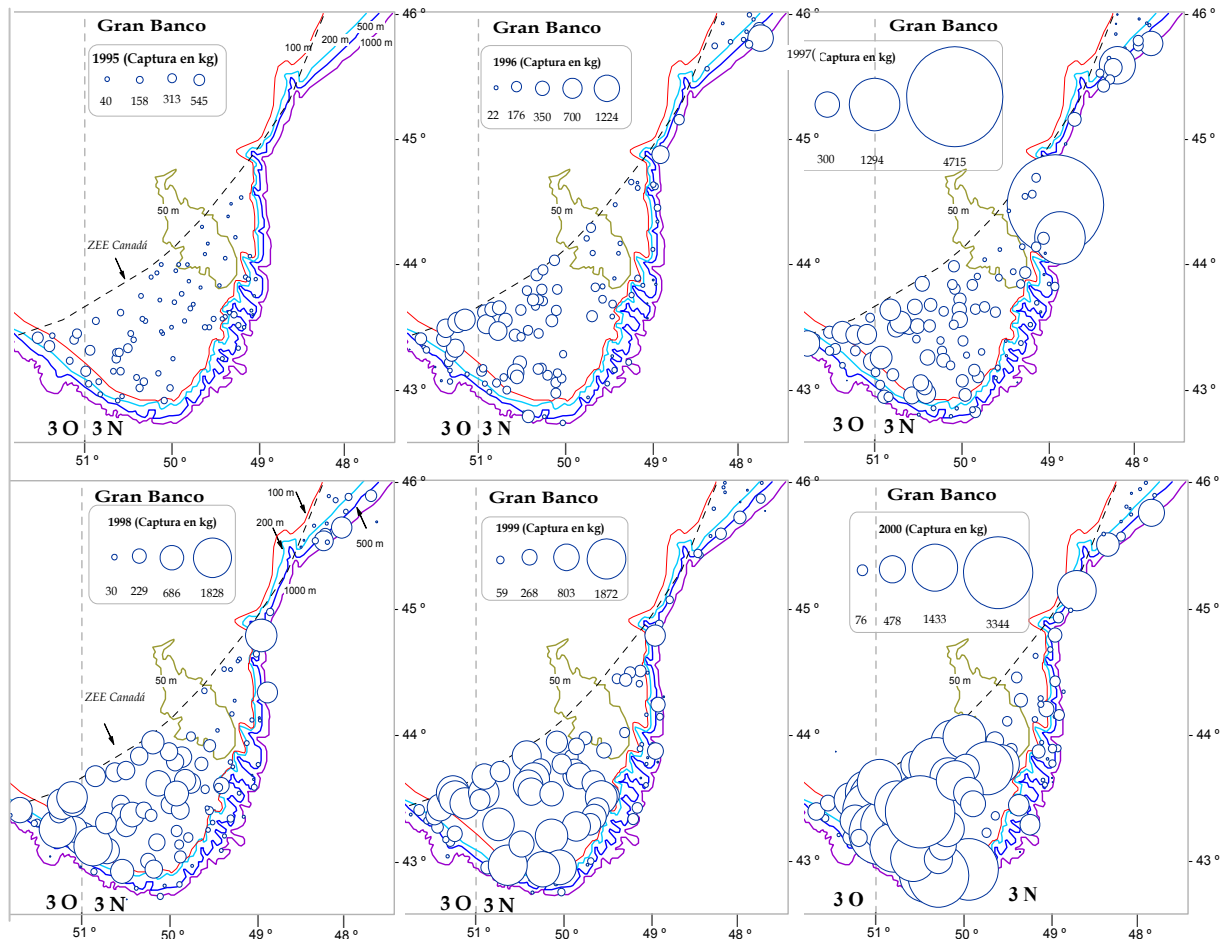 Gran Banco
1995 (Captura en kg)
40 158 313 545
100 m
200 m
500 m
1000 m
50 m
ZEE Canadá
3 O 3 N
51 ° 50 ° 49 ° 48 °
46 °
45 °
44 °
43 °
Gran Banco
1996 (Captura en kg)
22 176 350 700 1224
50 m
3 O 3 N
51 ° 50 ° 49 ° 48 °
46 °
45 °
44 °
43 °
Gran Banco
1997( Captura en kg)
300 1294 4715
50 m
3 O 3 N
51 ° 50 ° 49 ° 48 °
46 °
Gran Banco
1998 (Captura en kg)
30 229 686 1828
100 m
200 m
500 m
1000 m
50 m
ZEE Canadá
3 O 3 N
51 ° 50 ° 49 ° 48 °
46 °
45 °
44 °
43 °
Gran Banco
1999 (Captura en kg)
59 268 803 1872
50 m
3 O 3 N
51 ° 50 ° 49 ° 48 °
46 °
45 °
44 °
43 °
Gran Banco
2000 (Captura en kg)
76 478 1433 3344
50 m
3 O 3 N
51 ° 50 ° 49 ° 48 °
46 °